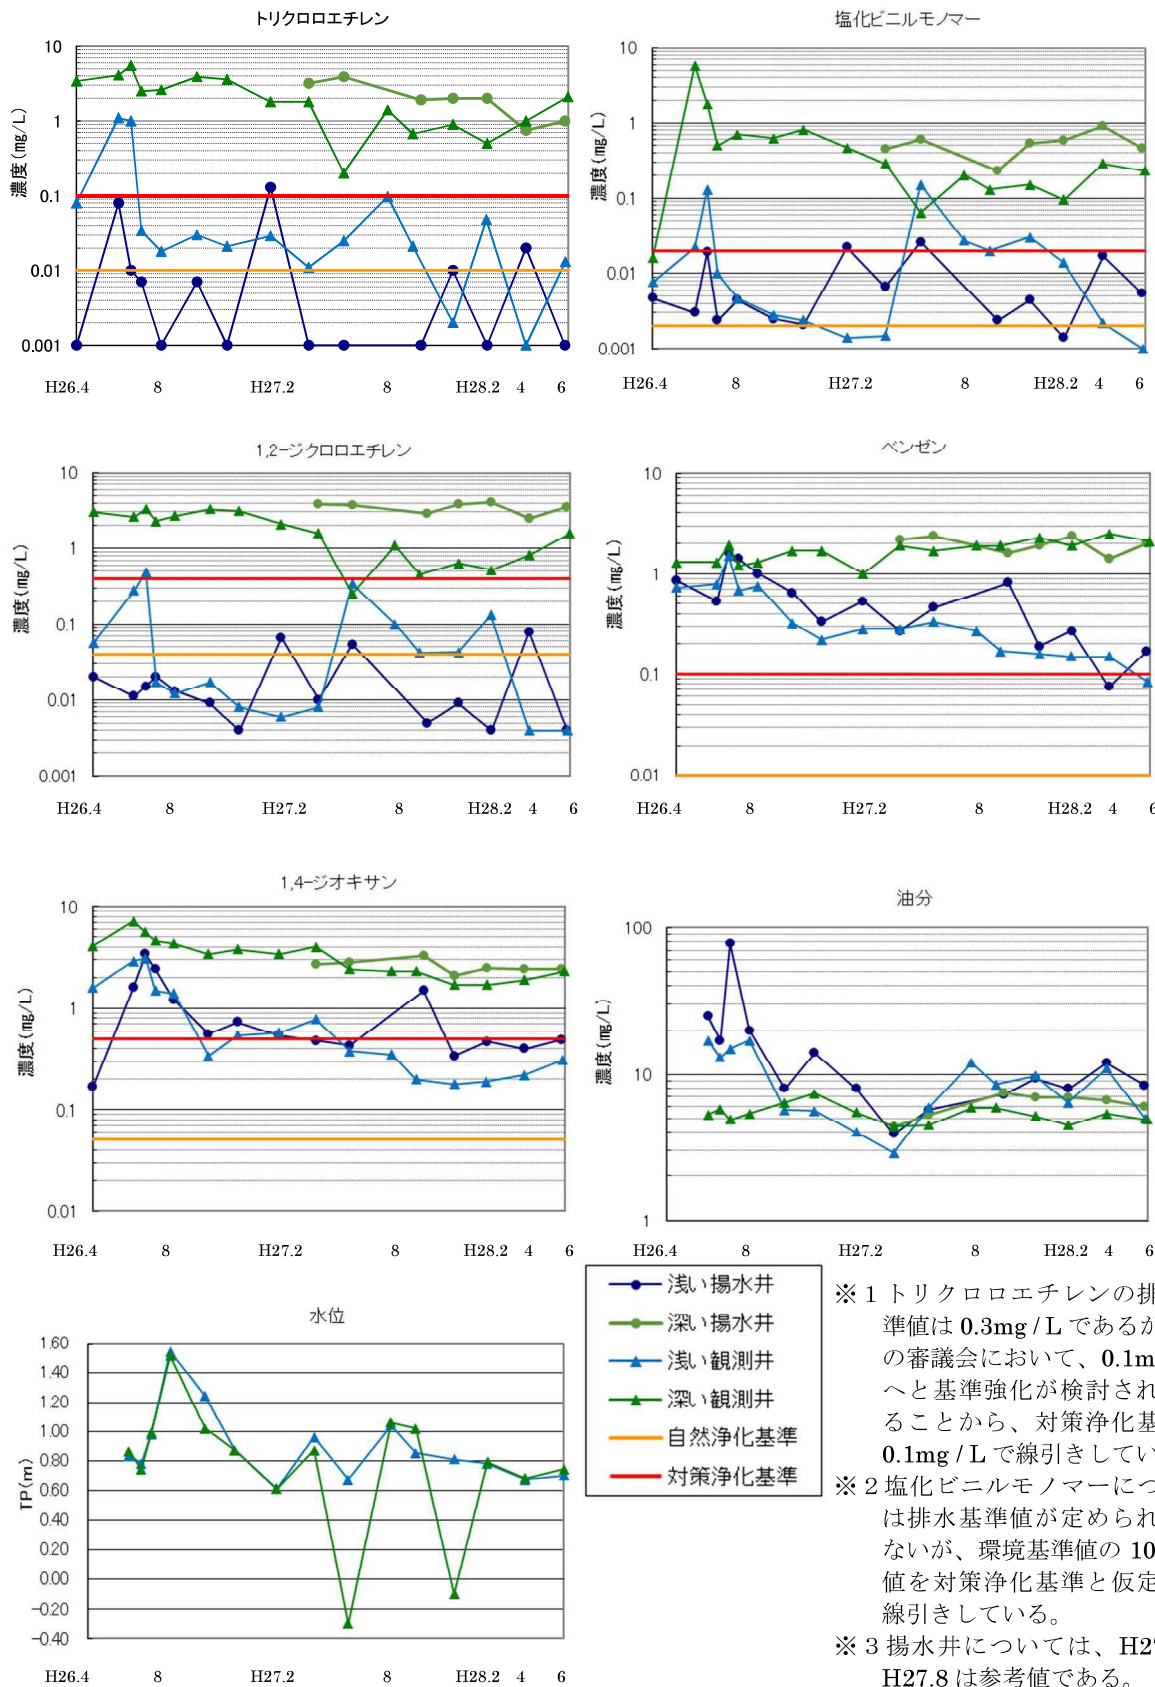 トリクロロエチレン
濃度(㎎/L)
10
1
0.1
0.01
0.001
H26.4 8 H27.2 8 H28.2 4 6
塩化ビニルモノマー
濃度(㎎/L)
10
1
0.1
0.01
0.001
H26.4 8 H27.2 8 H28.2 4 6
1,2-ジクロロエチレン
濃度(㎎/L)
10
1
0.1
0.01
0.001
H26.4 8 H27.2 8 H28.2 4 6
ベンゼン
濃度(㎎/L)
10
1
0.1
0.01
H26.4 8 H27.2 8 H28.2 4 6
1,4-ジオキサン
濃度(㎎/L)
10
1
0.1
0.01
H26.4 8 H27.2 8 H28.2 4 6
油分
濃度(㎎/L)
100
10
1
H26.4 8 H27.2 8 H28.2 4 6
水位
TP(m)
1.60
1.40
1.20
1.00
0.80
0.60
0.40
0.20
0.00
-0.20
-0.40
H26.4 8 H27.2 8 H28.2 4 6
浅い揚水井
深い揚水井
浅い観測井
深い観測井
自然浄化基準
対策浄化基準
※1 トリクロロエチレンの排
準値は 0.3mg / L であるが
の審議会において、0.1m
へと基準強化が検討され
ることから、対策浄化基
0.1mg / L で線引きしてい
※2 塩化ビニルモノマーにつ
は排水基準値が定められ
ないが、環境基準値の 10
値を対策浄化基準と仮定
線引きしている。
※3 揚水井については、H2
H27.8 は参考値である。